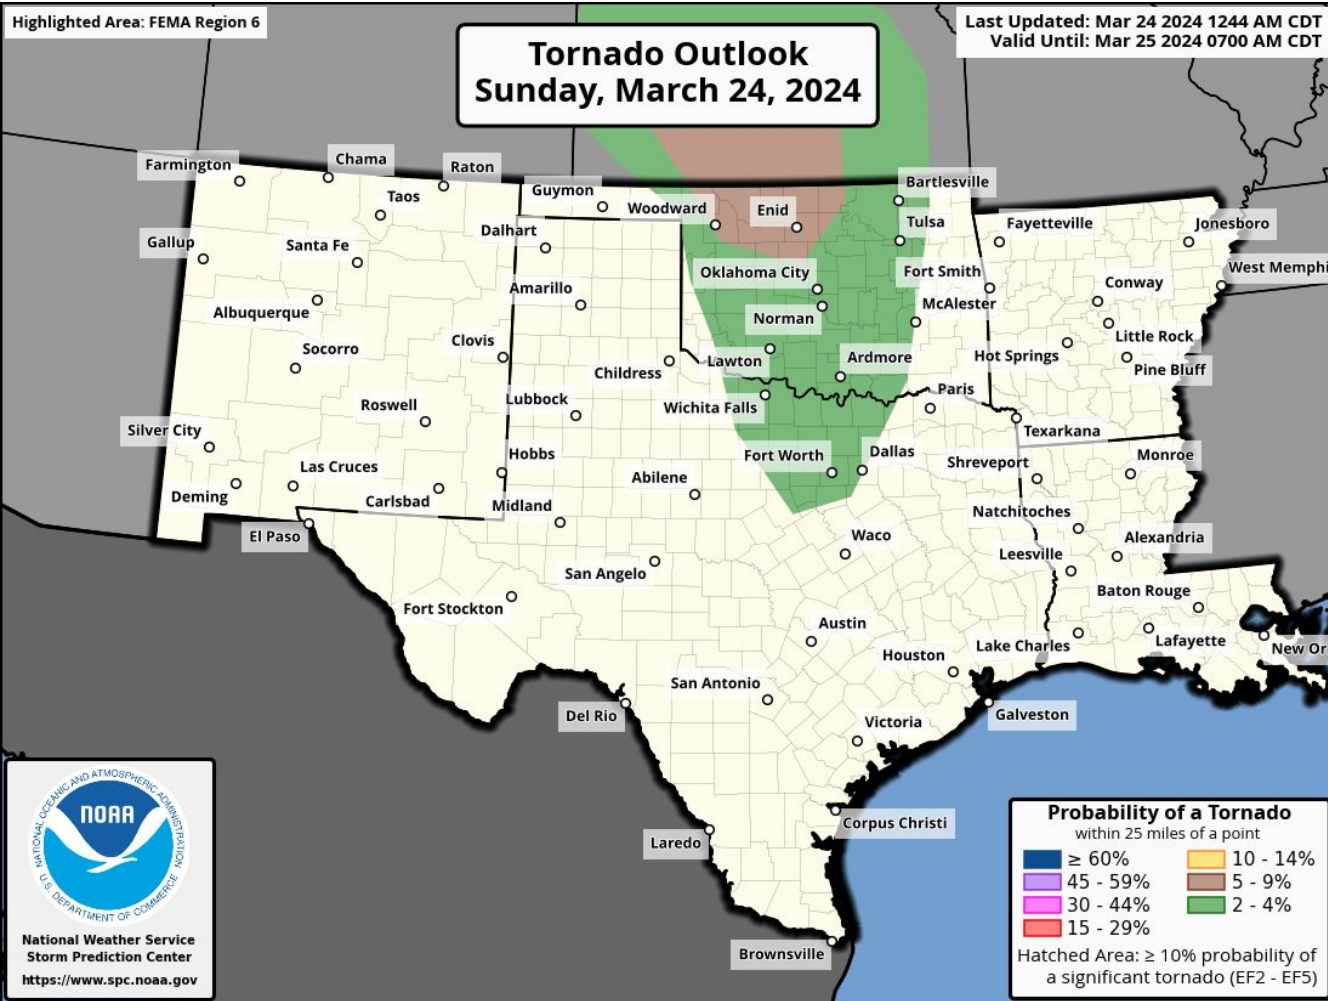 Highlighted Area: FEMA Region 6
Tornado Outlook
Sunday, March 24, 2024
Last Updated: Mar 24 2024 1244 AM CDT
Valid Until: Mar 25 2024 0700 AM CDT
Farmington
Chama
Raton
Taos
Guymon
Woodward
Enid
Bartlesville
Tulsa
Fayetteville
Jonesboro
Gallup
Santa Fe
Dalhart
Oklahoma City
Fort Smith
West Memphi
Albuquerque
Amarillo
Norman
McAlester
Conway
Socorro
Clovis
Childress
Lawton
Ardmore
Hot Springs
Little Rock
Pine Bluff
Roswell
Lubbock
Wichita Falls
Paris
Texarkana
Silver City
Las Cruces
Hobbs
Abilene
Fort Worth
Dallas
Shreveport
Monroe
Deming
Carlsbad
Midland
Natchitoches
El Paso
San Angelo
Waco
Leesville
Alexandria
Fort Stockton
Baton Rouge
Austin
Lake Charles
Lafayette
New Or
Houston
San Antonio
Del Rio
Galveston
Victoria
Laredo
Corpus Christi
Brownsville
NATIONAL OCEANIC AND ATMOSPHERIC ADMINISTRATION
NOAA
U.S. DEPARTMENT OF COMMERCE
National Weather Service
Storm Prediction Center
https://www.spc.noaa.gov
Probability of a Tornado
within 25 miles of a point
≥ 60%
45 - 59%
30 - 44%
15 - 29%
10 - 14%
5 - 9%
2 - 4%
Hatched Area: ≥ 10% probability of
a significant tornado (EF2 - EF5)